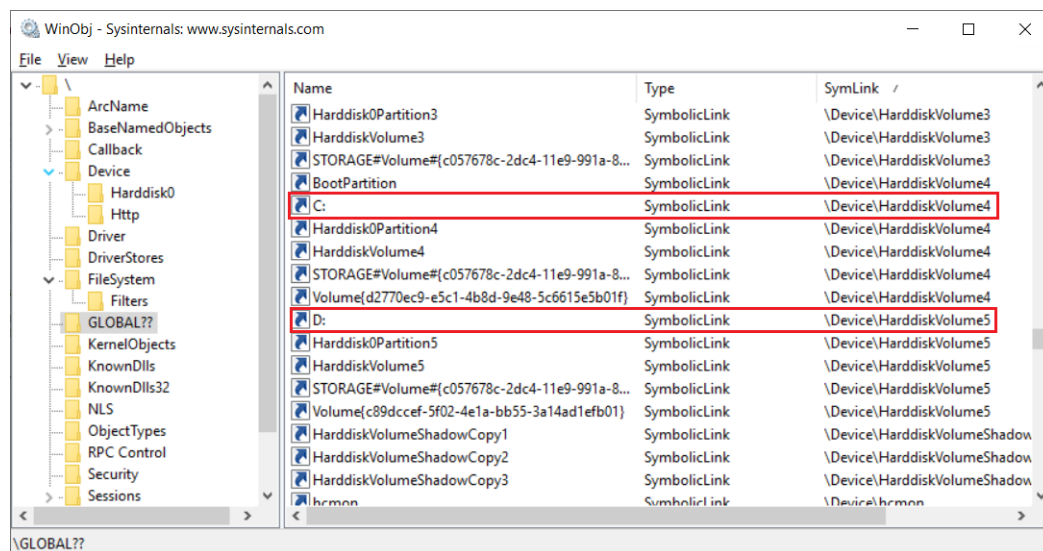 WinObj - Sysinternals: www.sysinternals.com
File View Help
\
ArcName
BaseNamedObjects
Callback
Device
Harddisk0
Http
Driver
DriverStores
FileSystem
Filters
GLOBAL??
KernelObjects
KnownDlls
KnownDlls32
NLS
ObjectTypes
RPC Control
Security
Sessions
Name Type SymLink
Harddisk0Partition3 SymbolicLink \Device\HarddiskVolume3
HarddiskVolume3 SymbolicLink \Device\HarddiskVolume3
STORAGE#Volume#{c057678c-2dc4-11e9-991a-8... SymbolicLink \Device\HarddiskVolume3
BootPartition SymbolicLink \Device\HarddiskVolume4
C: SymbolicLink \Device\HarddiskVolume4
Harddisk0Partition4 SymbolicLink \Device\HarddiskVolume4
HarddiskVolume4 SymbolicLink \Device\HarddiskVolume4
STORAGE#Volume#{c057678c-2dc4-11e9-991a-8... SymbolicLink \Device\HarddiskVolume4
Volume{d2770ec9-e5c1-4b8d-9e48-5c6615e5b01f} SymbolicLink \Device\HarddiskVolume4
D: SymbolicLink \Device\HarddiskVolume5
Harddisk0Partition5 SymbolicLink \Device\HarddiskVolume5
HarddiskVolume5 SymbolicLink \Device\HarddiskVolume5
STORAGE#Volume#{c057678c-2dc4-11e9-991a-8... SymbolicLink \Device\HarddiskVolume5
Volume{c89dccef-5f02-4e1a-bb55-3a14ad1efb01} SymbolicLink \Device\HarddiskVolume5
HarddiskVolumeShadowCopy1 SymbolicLink \Device\HarddiskVolumeShadow
HarddiskVolumeShadowCopy2 SymbolicLink \Device\HarddiskVolumeShadow
HarddiskVolumeShadowCopy3 SymbolicLink \Device\HarddiskVolumeShadow
hcmon SymbolicLink \Device\hcmon
\GLOBAL??